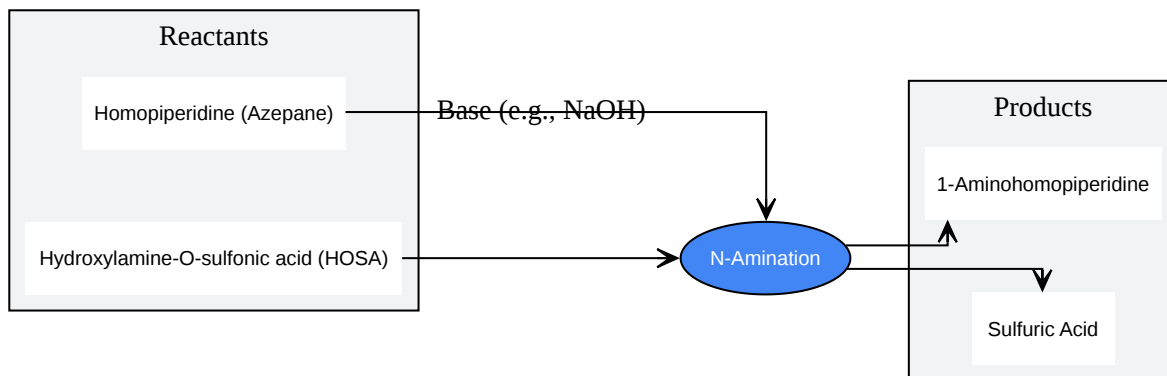 Reactants
Homopiperidine (Azepane)
Base (e.g., NaOH)
Hydroxylamine-O-sulfonic acid (HOSA)
N-Amination
Products
1-Aminohomopiperidine
Sulfuric Acid